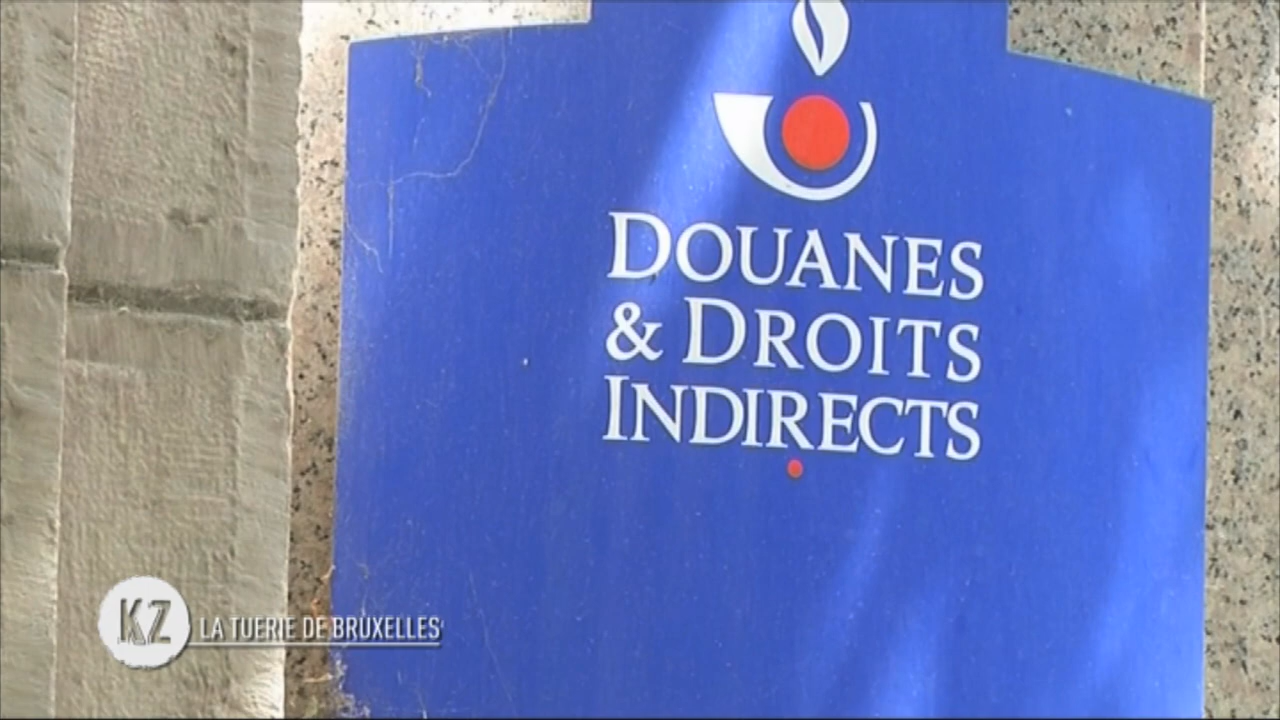 DOUANES
& DROITS
INDIRECTS
KZ
LA TUERIE DE BRUXELLES